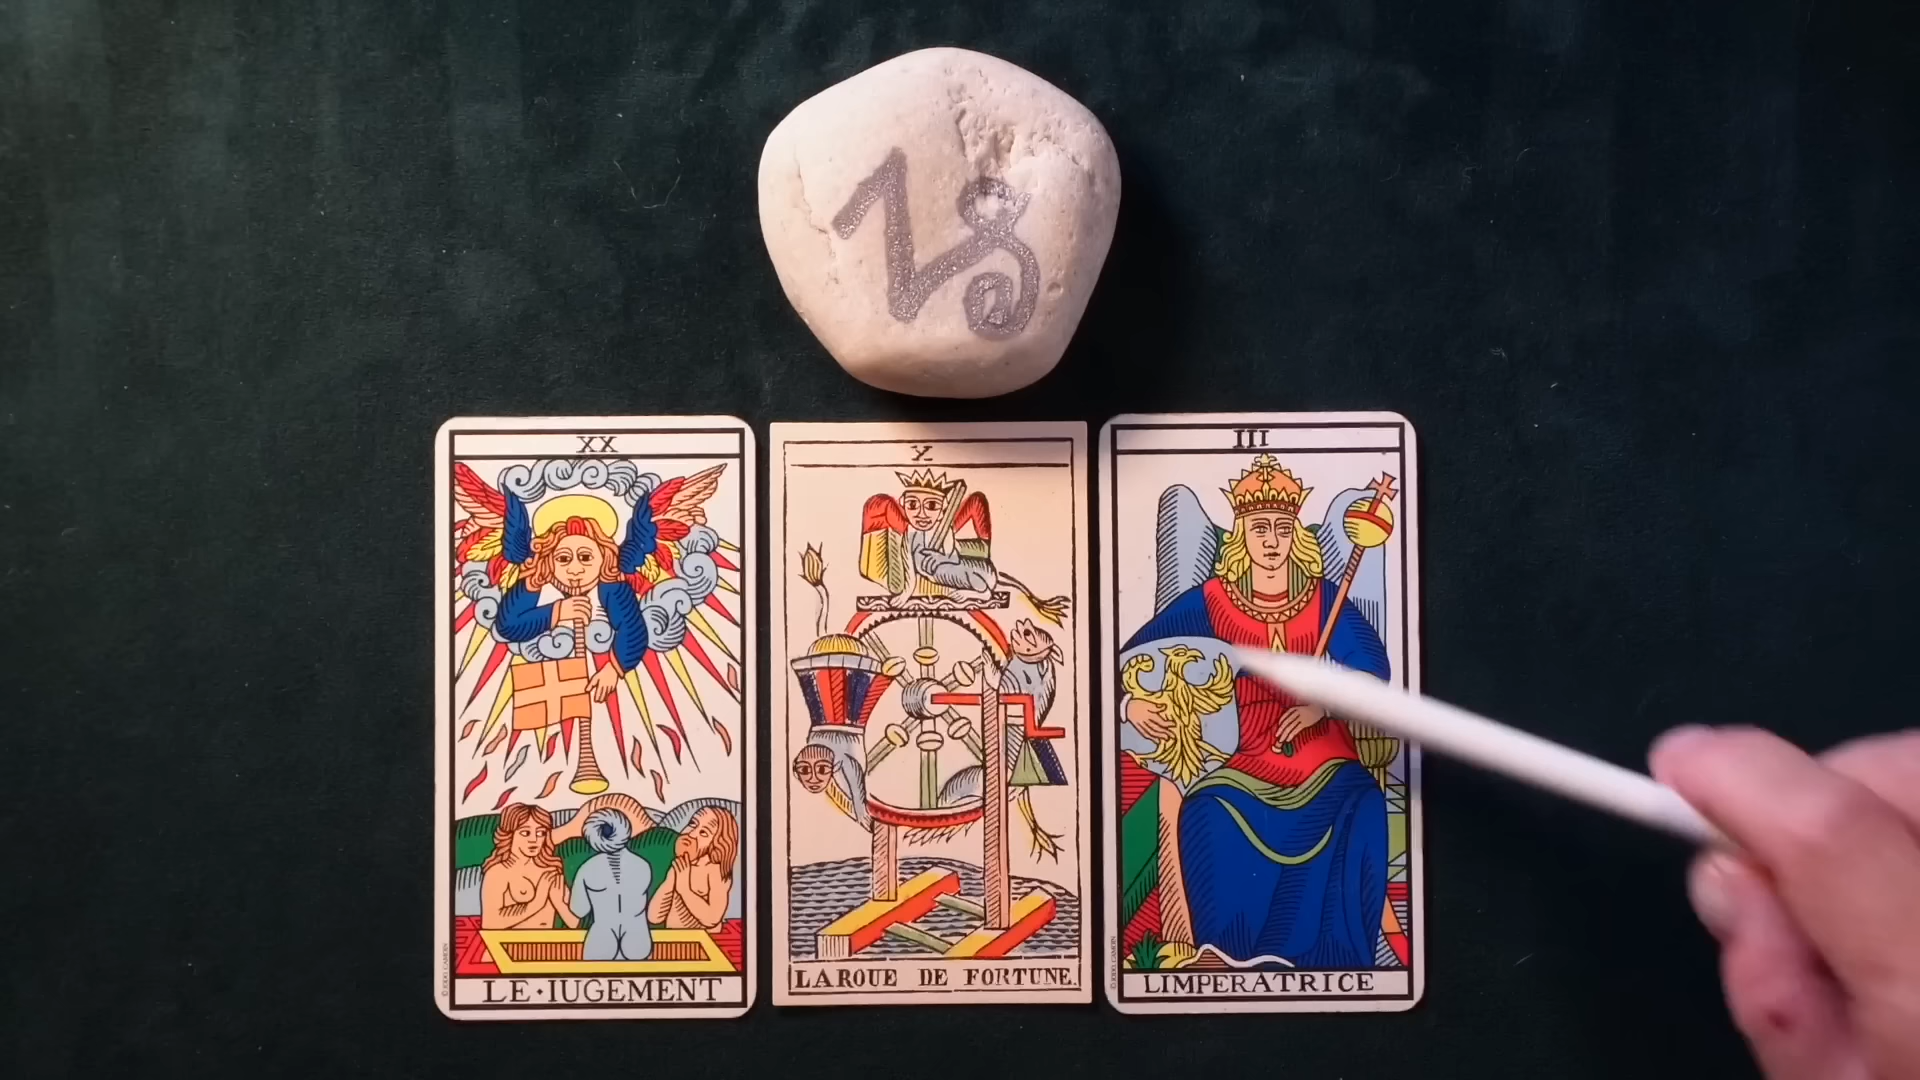 XX
X
III
LE·IUGEMENT
LAROUE DE FORTUNE.
LIMPERATRICE